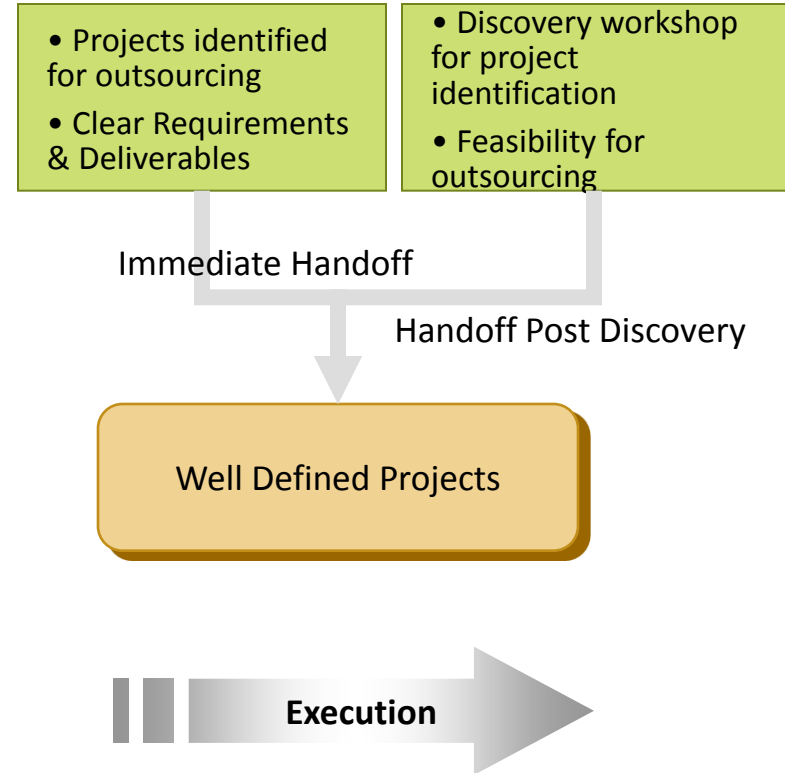 • Projects identified
for outsourcing
• Clear Requirements
& Deliverables
• Discovery workshop
for project
identification
• Feasibility for
outsourcing
Immediate Handoff
Handoff Post Discovery
Well Defined Projects
Execution